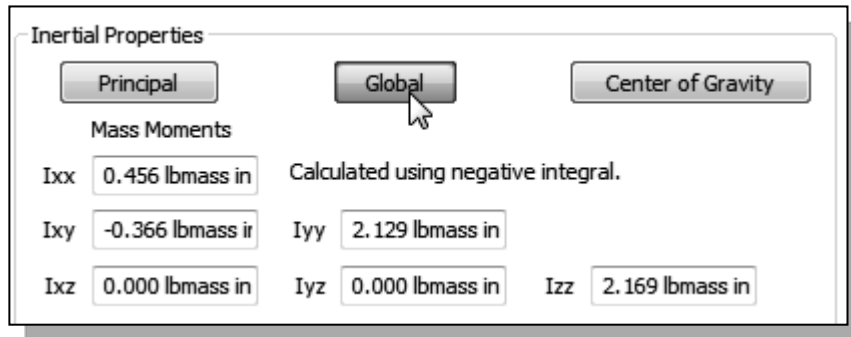 Inertial Properties
Principal Global Center of Gravity
Mass Moments
Ixx 0.456 lbmass in Calculated using negative integral.
Ixy -0.366 lbmass ir Iyy 2.129 lbmass in
Ixz 0.000 lbmass in Iyz 0.000 lbmass in Izz 2.169 lbmass in